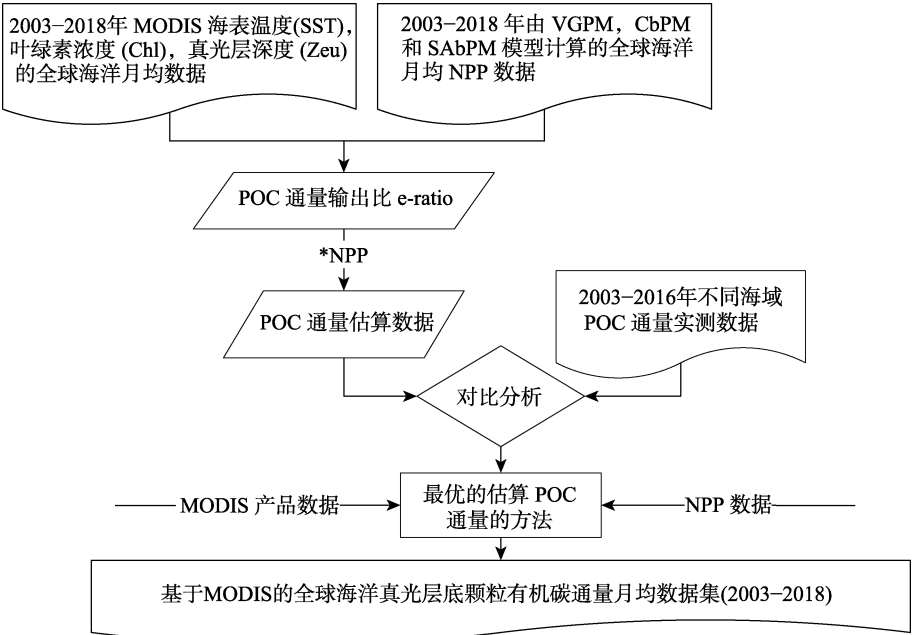 2003−2018年 MODIS 海表温度(SST),
叶绿素浓度 (Chl)，真光层深度 (Zeu)
的全球海洋月均数据
2003−2018 年由 VGPM，CbPM
和 SAbPM 模型计算的全球海洋
月均 NPP 数据
POC 通量输出比 e-ratio
*NPP
POC 通量估算数据
2003−2016年不同海域
POC 通量实测数据
对比分析
MODIS 产品数据
最优的估算 POC
通量的方法
NPP 数据
基于MODIS的全球海洋真光层底颗粒有机碳通量月均数据集(2003−2018)